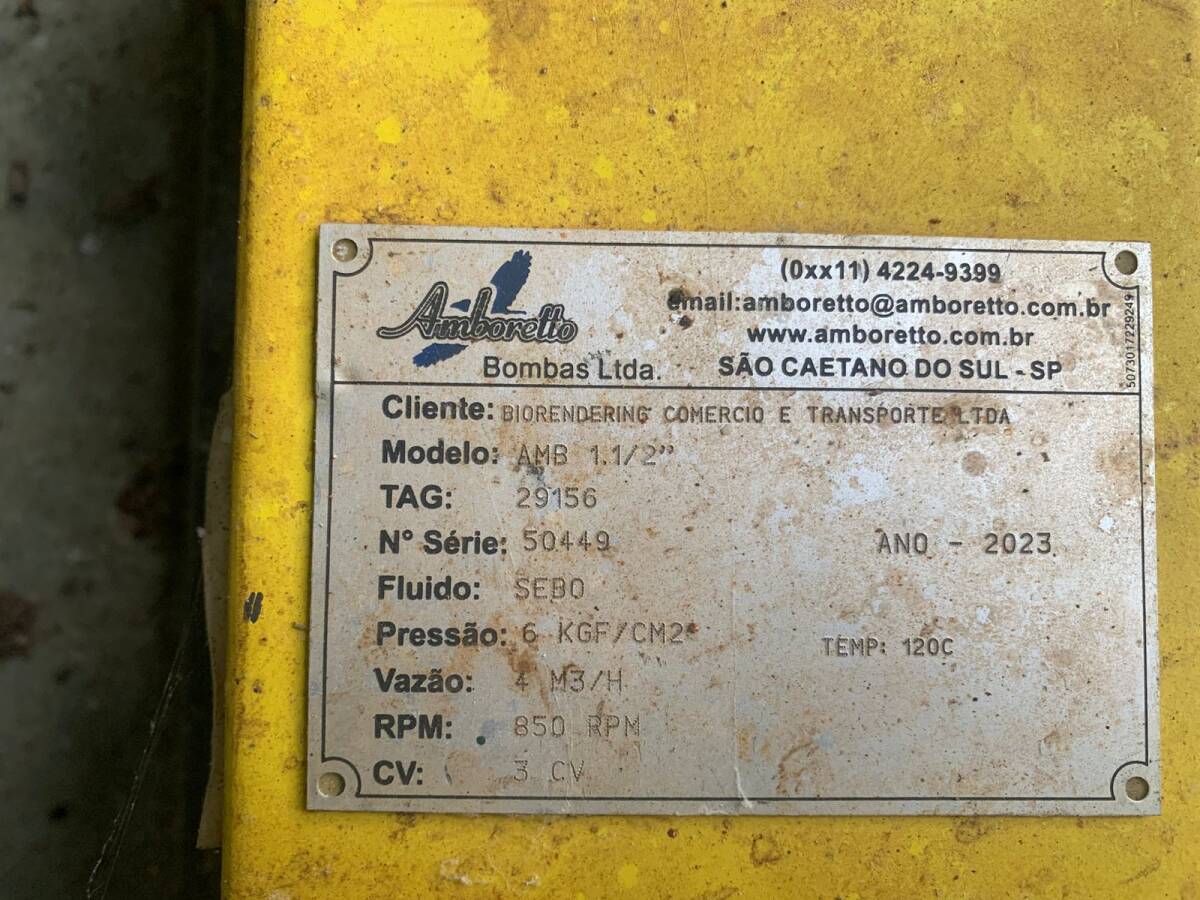 Amboretto
Bombas Ltda.
(0xx11) 4224-9399
email:amboretto@amboretto.com.br
www.amboretto.com.br
SÃO CAETANO DO SUL - SP
5073017229249
Cliente: BIORENDERING COMERCIO E TRANSPORTE LTDA
Modelo: AMB 1.1/2"
TAG: 29156
N° Série: 50449 ANO - 2023
Fluido: SEBO
Pressão: 6 KGF/CM2 TEMP: 120C
Vazão: 4 M3/H
RPM: 850 RPM
CV: 3 CV